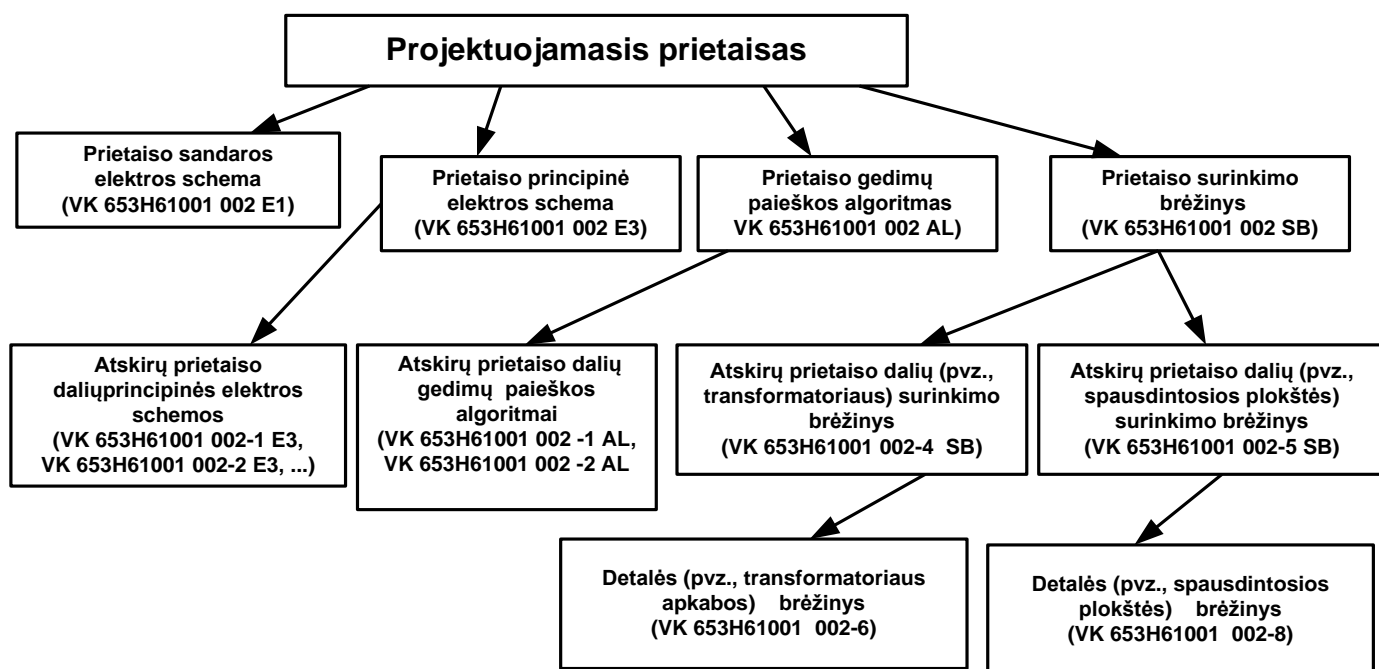 Projektuojamasis prietaisas
Prietaiso sandaros
elektros schema
(VK 653H61001 002 E1)
Prietaiso principinė
elektros schema
(VK 653H61001 002 E3)
Prietaiso gedimų
paieškos algoritmas
VK 653H61001 002 AL)
Prietaiso surinkimo
brėžinys
(VK 653H61001 002 SB)
Atskirų prietaiso
daliųprincipinės elektros
schemos
(VK 653H61001 002-1 E3,
VK 653H61001 002-2 E3, ...)
Atskirų prietaiso dalių
gedimų paieškos
algoritmai
(VK 653H61001 002 -1 AL,
VK 653H61001 002 -2 AL
Atskirų prietaiso dalių (pvz.,
transformatoriaus) surinkimo
brėžinys
(VK 653H61001 002-4 SB)
Atskirų prietaiso dalių (pvz.,
spausdintosios plokštės)
surinkimo brėžinys
(VK 653H61001 002-5 SB)
Detalės (pvz., transformatoriaus
apkabos) brėžinys
(VK 653H61001 002-6)
Detalės (pvz., spausdintosios
plokštės) brėžinys
(VK 653H61001 002-8)